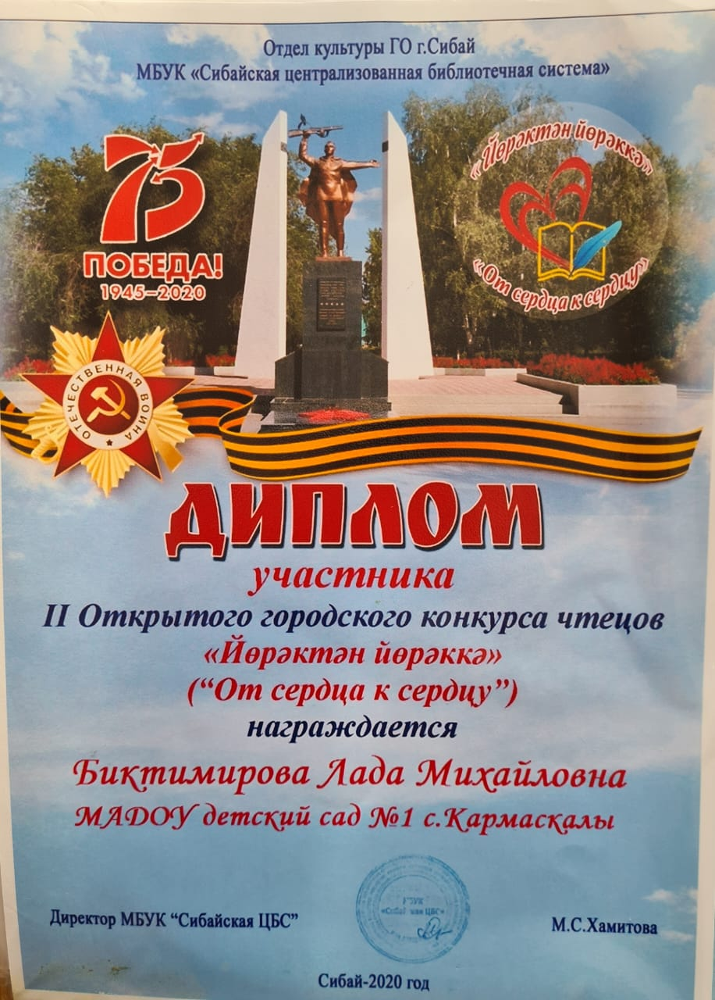 Отдел культуры ГО г.Сибай
МБУК «Сибайская централизованная библиотечная система»
75
ПОБЕДА!
1945–2020
«Йөрәктән йөрәккә»
«От сердца к сердцу»
ОТЕЧЕСТВЕННАЯ ВОЙНА
ДИПЛОМ
участника
II Открытого городского конкурса чтецов
«Йөрәктән йөрәккә»
(“От сердца к сердцу”)
награждается
Биктимирова Лада Михайловна
МАДОУ детский сад №1 с.Кармаскалы
Директор МБУК “Сибайская ЦБС”
МБУК
ЦБС»
М.С.Хамитова
Сибай-2020 год